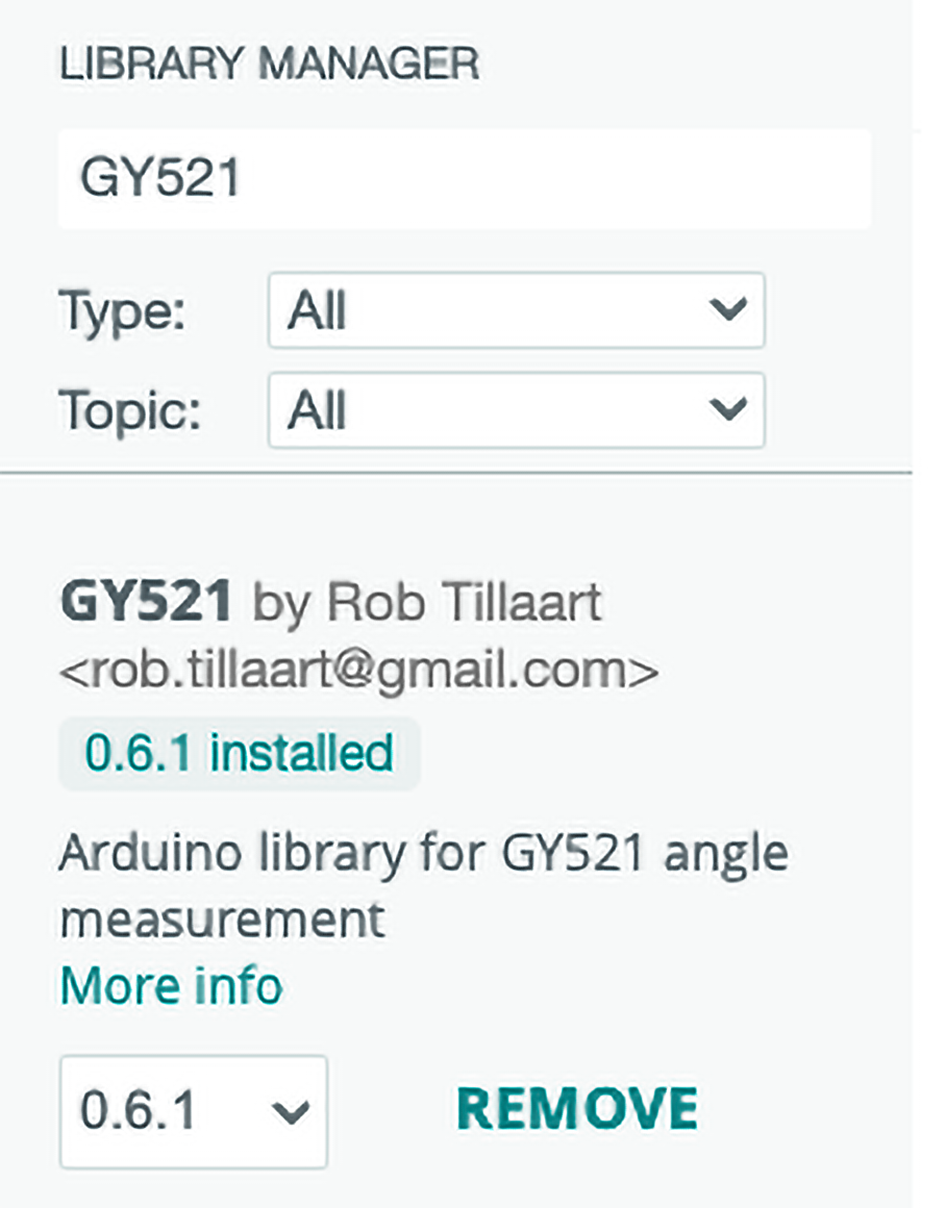 LIBRARY MANAGER
GY521
Type: All
Topic: All
GY521 by Rob Tillaart
<rob.tillaart@gmail.com>
0.6.1 installed
Arduino library for GY521 angle
measurement
More info
0.6.1 REMOVE